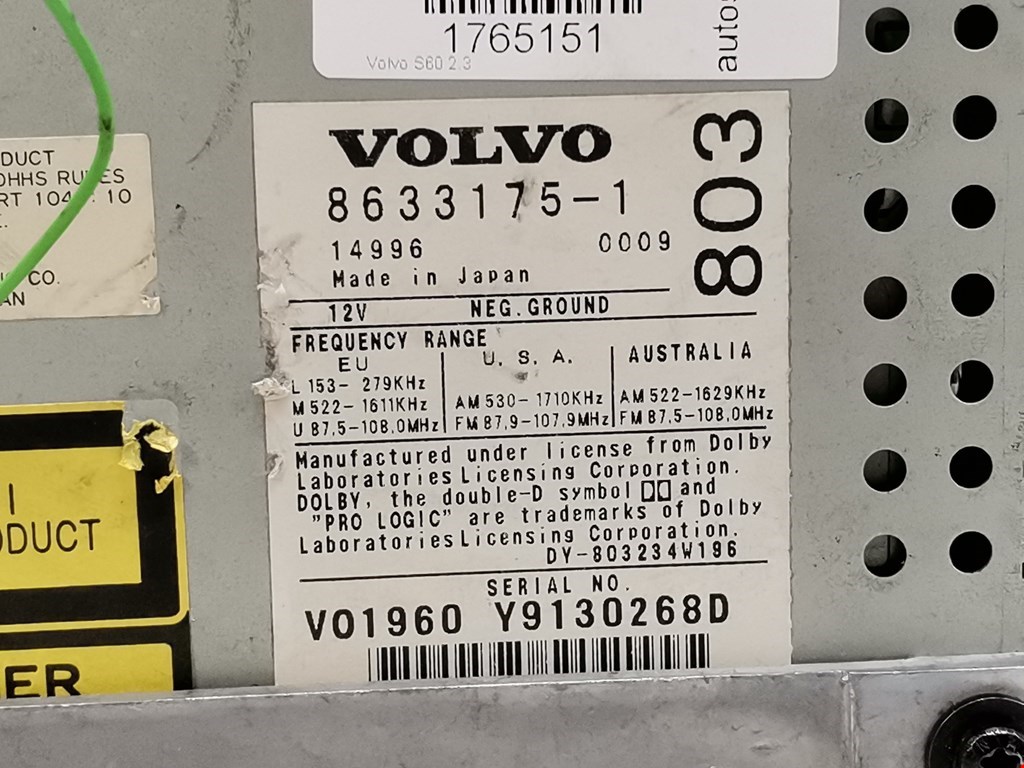 1765151
Volvo S60 2.3
autos
VOLVO
8633175-1
14996 0009
Made in Japan
803
12V NEG.GROUND
FREQUENCY RANGE
EU
L 153- 279KHz
M 522-1611KHz
U 87.5-108.0MHz
U. S. A.
AM 530- 1710KHz
FM 87.9-107.9MHz
AUSTRALIA
AM 522-1629KHz
FM 87.5-108.0MHz
Manufactured under license from Dolby
Laboratories Licensing Corporation.
DOLBY, the double-D symbol and
"PRO LOGIC" are trademarks of Dolby
Laboratories Licensing Corporation.
DY-803234W196
SERIAL NO.
VO1960 Y9130268D
DUCT
OHHS RULES
RT 104 10
CO.
AN
I
ODUCT
ER